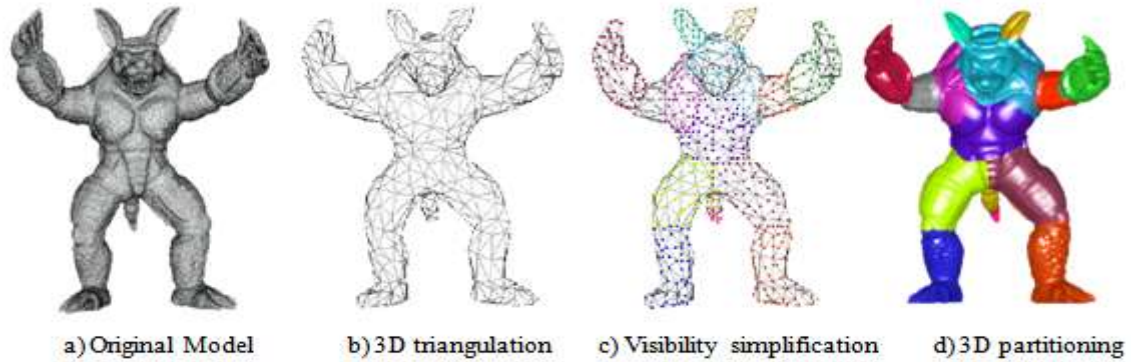 a) Original Model
b) 3D triangulation
c) Visibility simplification
d) 3D partitioning